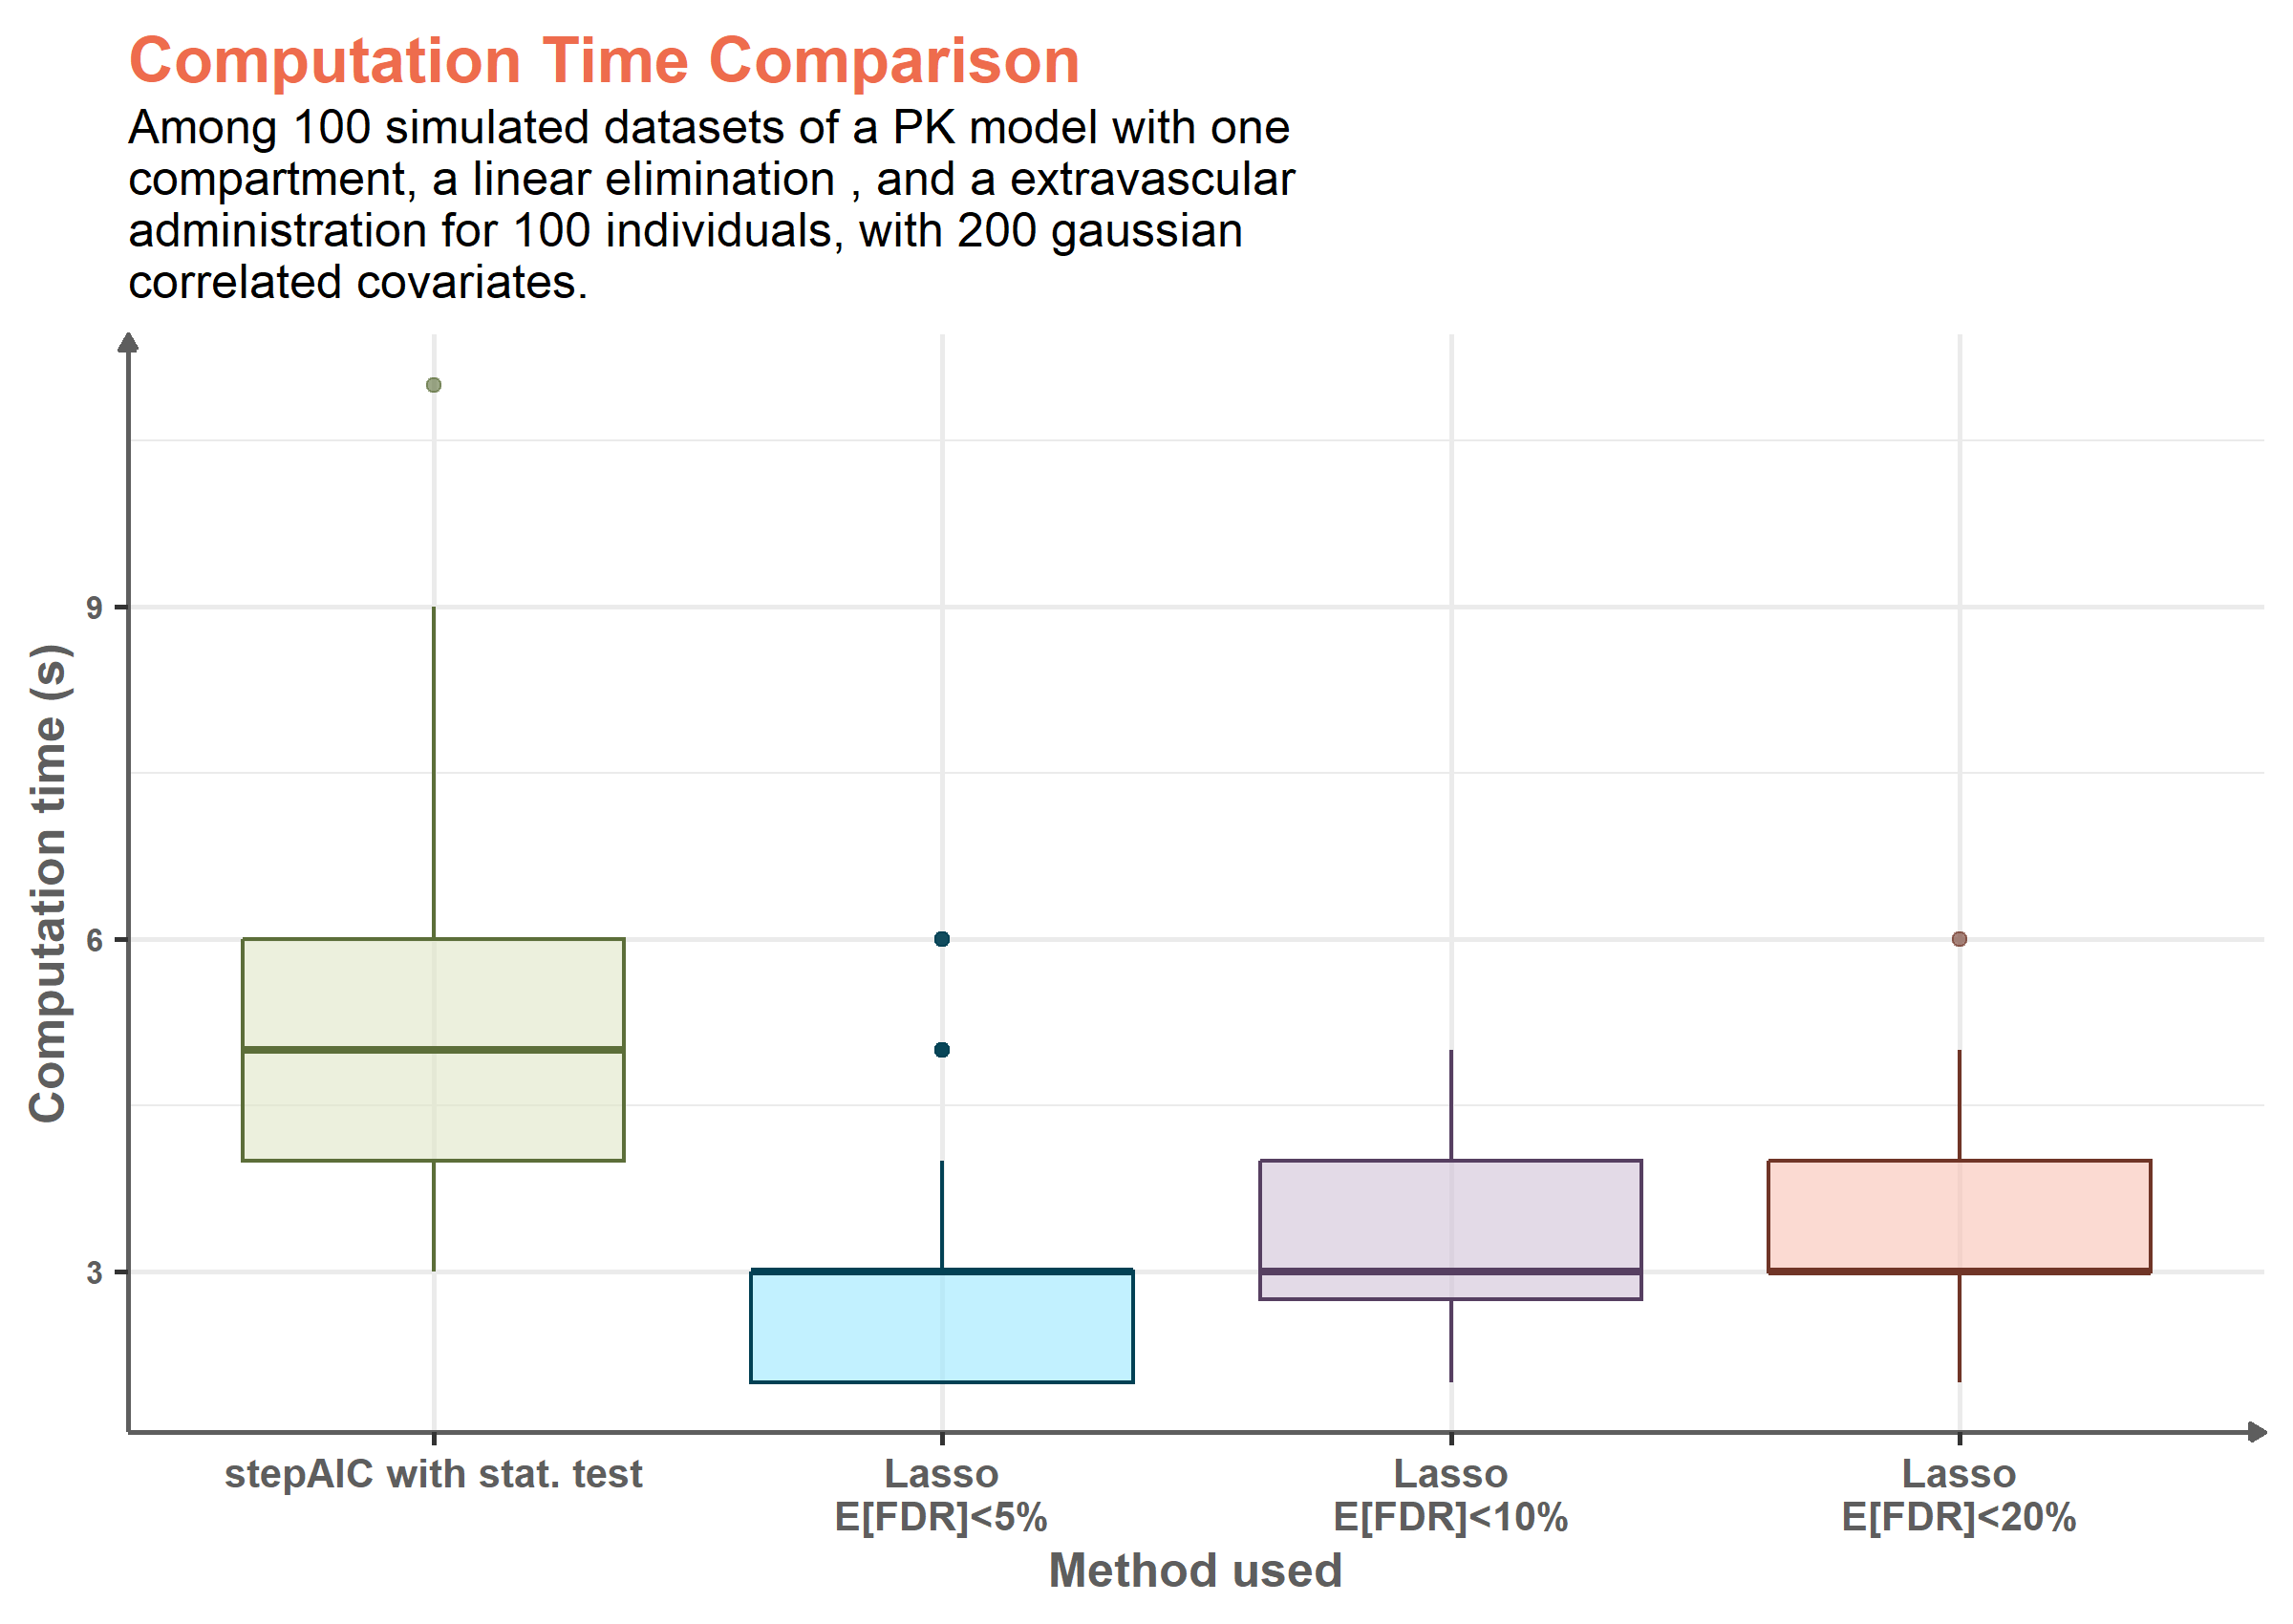 Computation Time Comparison
Among 100 simulated datasets of a PK model with one
compartment, a linear elimination , and a extravascular
administration for 100 individuals, with 200 gaussian
correlated covariates.
Computation time (s)
9
6
3
stepAIC with stat. test
Lasso
E[FDR]<5%
Lasso
E[FDR]<10%
Lasso
E[FDR]<20%
Method used